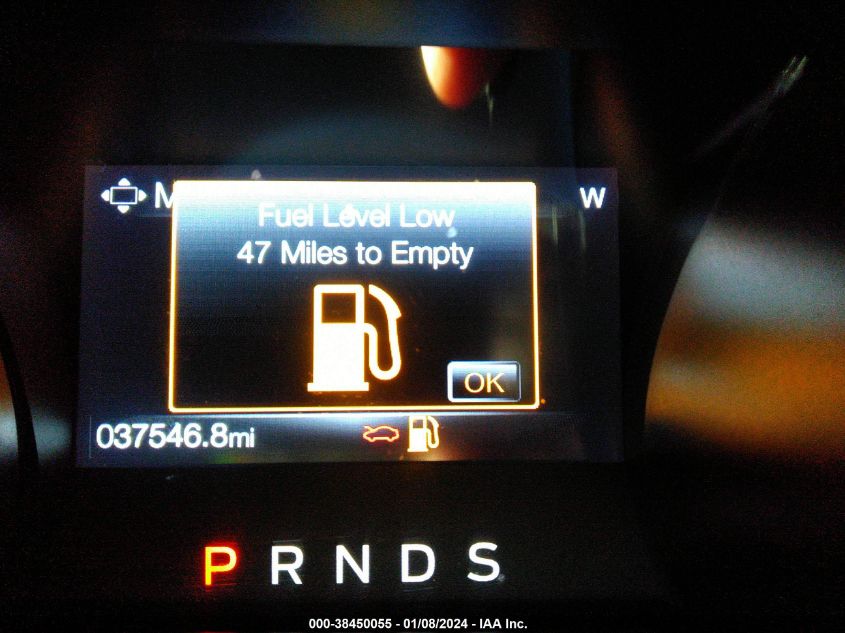 M
W
Fuel Level Low
47 Miles to Empty
OK
037546.8mi
P R N D S
000-38450055 - 01/08/2024 - IAA Inc.